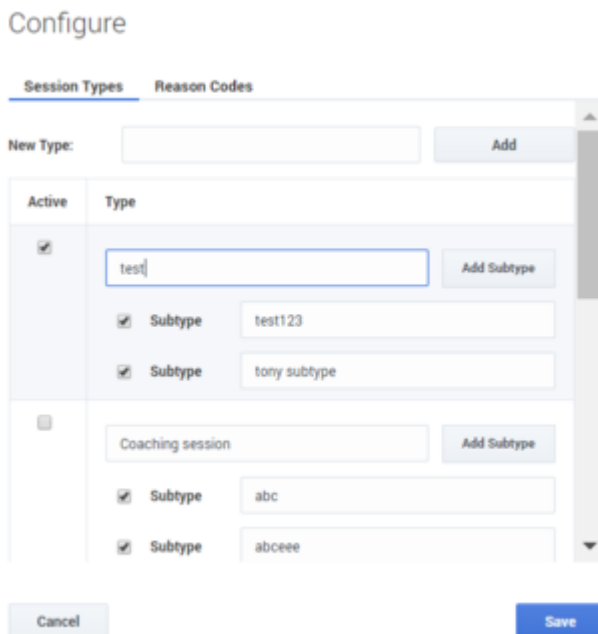 Configure
Session Types Reason Codes
New Type: Add
Active Type
test Add Subtype
Subtype test123
Subtype tony subtype
Coaching session Add Subtype
Subtype abc
Subtype abceee
Cancel Save